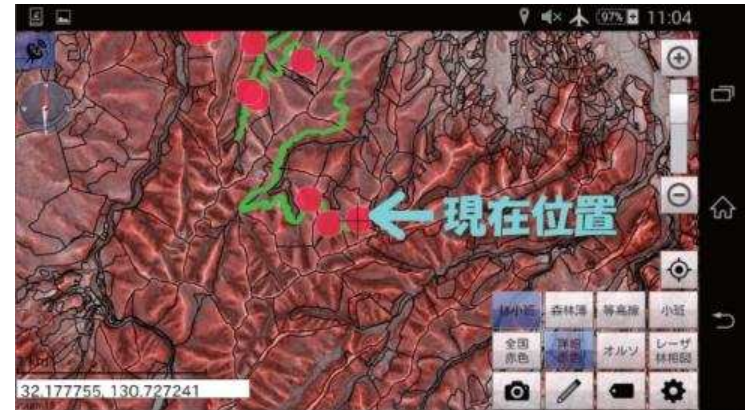 97%
11:04
現在位置
林小班 森林簿 等高線 小班
全国
赤色
詳細
赤色
オルソ
レーザ
林相図
32.177755, 130.727241